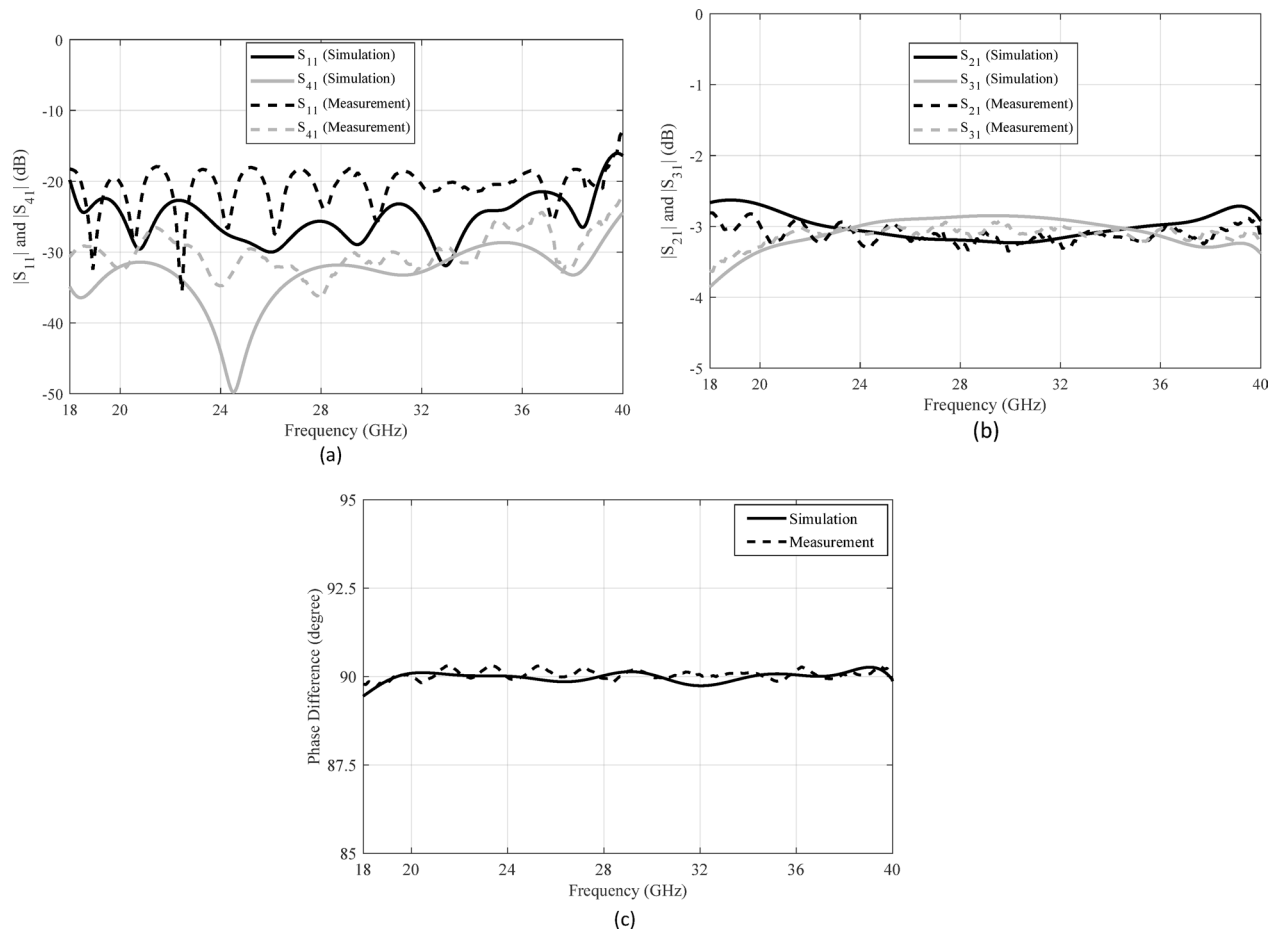 0
-10
-20
-30
-40
-50
18
20
24
28
32
36
40
|S11| and |S41| (dB)
Frequency (GHz)
S11 (Simulation)
S41 (Simulation)
S11 (Measurement)
S41 (Measurement)
(a)
0
-1
-2
-3
-4
-5
18
20
24
28
32
36
40
|S21| and |S31| (dB)
Frequency (GHz)
S21 (Simulation)
S31 (Simulation)
S21 (Measurement)
S31 (Measurement)
(b)
95
92.5
90
87.5
85
18
20
24
28
32
36
40
Phase Difference (degree)
Frequency (GHz)
Simulation
Measurement
(c)